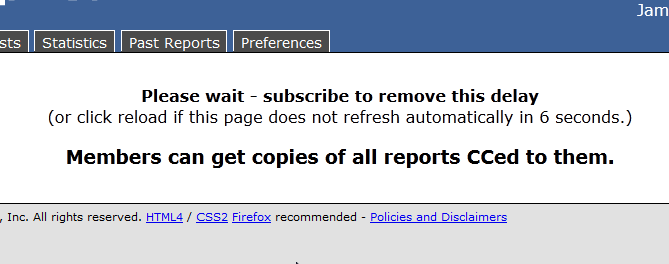 Jam
sts Statistics Past Reports Preferences
Please wait - subscribe to remove this delay
(or click reload if this page does not refresh automatically in 6 seconds.)
Members can get copies of all reports CCed to them.
, Inc. All rights reserved. HTML4 / CSS2 Firefox recommended - Policies and Disclaimers